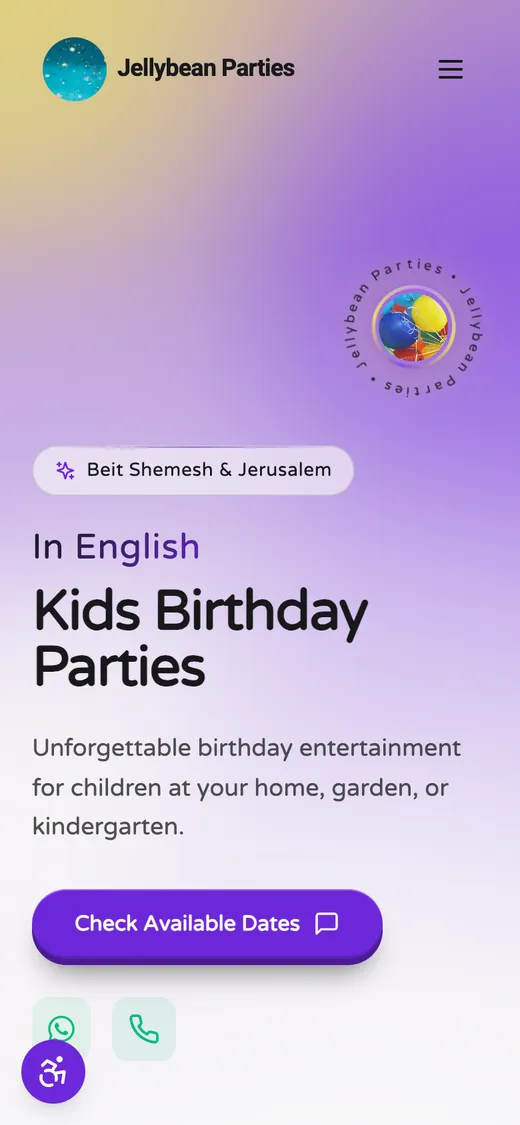 Jellybean Parties
Jellybean Parties • Jellybean Parties •
Beit Shemesh & Jerusalem
In English
Kids Birthday
Parties
Unforgettable birthday entertainment
for children at your home, garden, or
kindergarten.
Check Available Dates